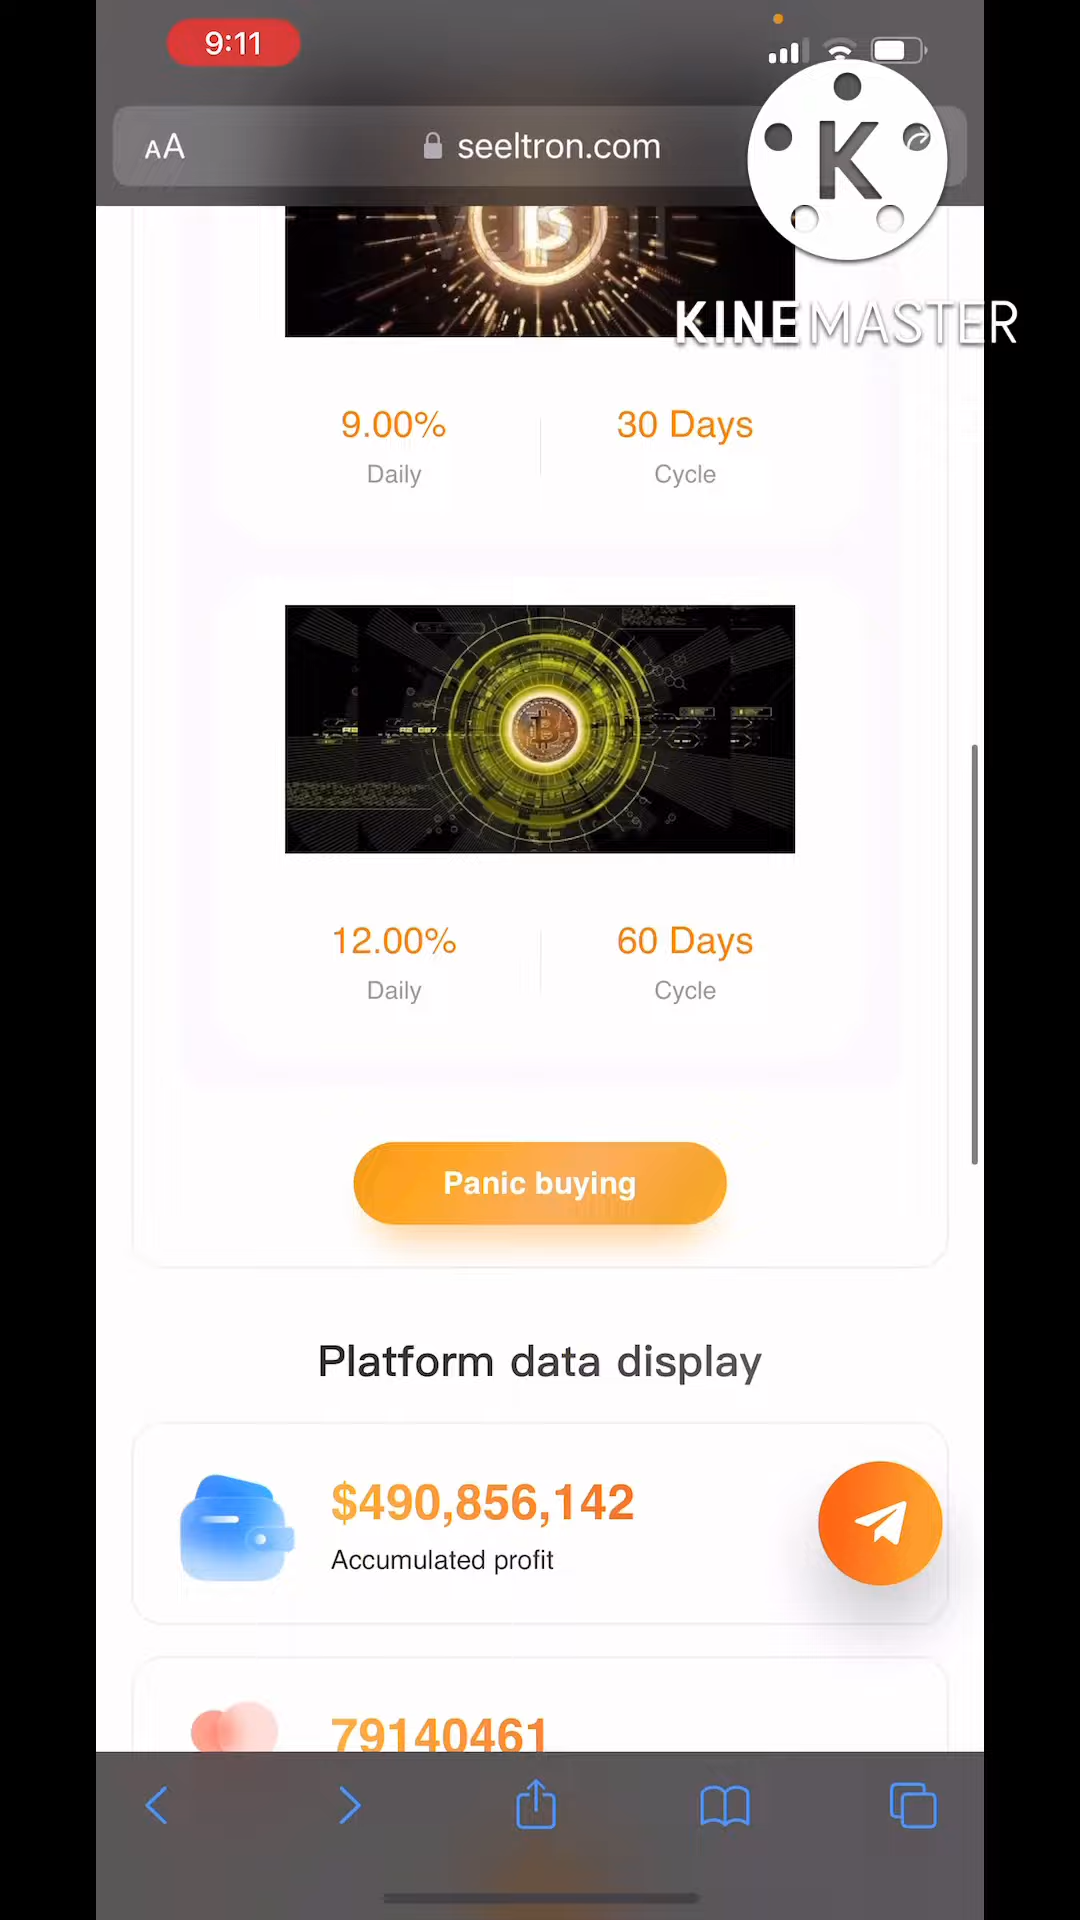 9:11
AA
seeltron.com
K
KINEMASTER
9.00%
30 Days
Daily
Cycle
12.00%
60 Days
Daily
Cycle
Panic buying
Platform data display
$490,856,142
Accumulated profit
79140461